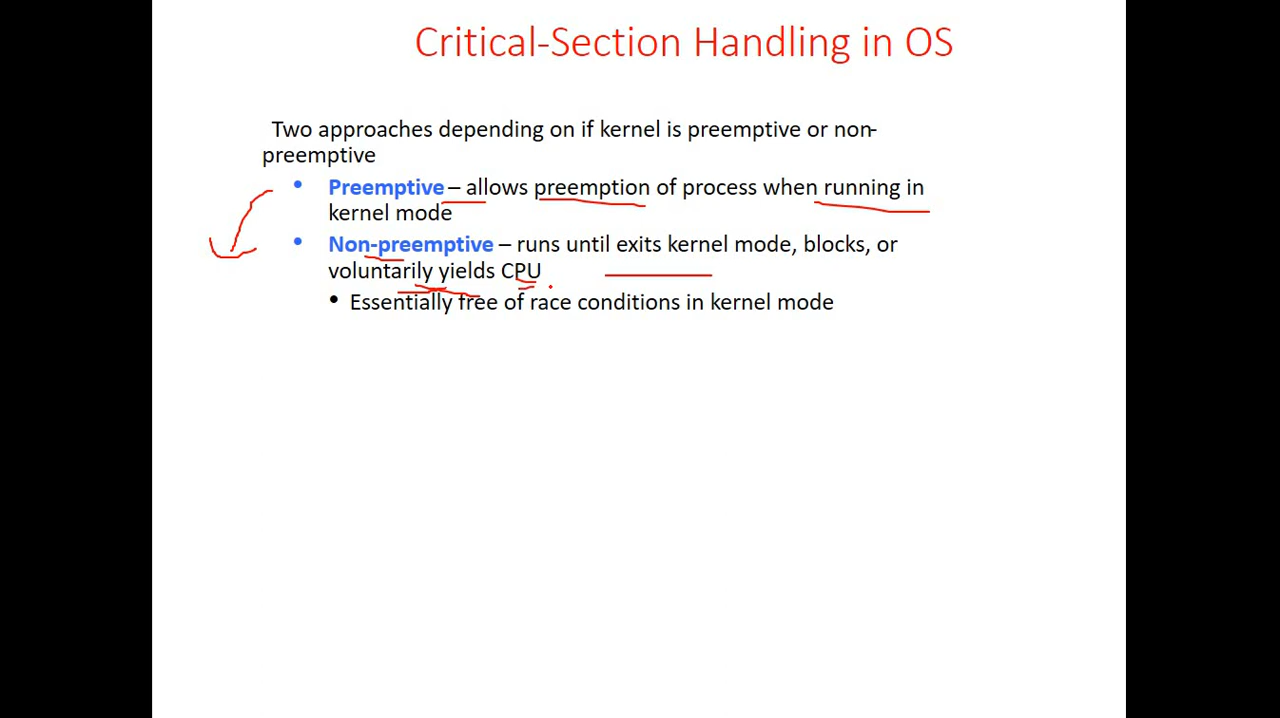 Critical-Section Handling in OS
Two approaches depending on if kernel is preemptive or non-
preemptive
• Preemptive – allows preemption of process when running in
kernel mode
• Non-preemptive – runs until exits kernel mode, blocks, or
voluntarily yields CPU
• Essentially free of race conditions in kernel mode